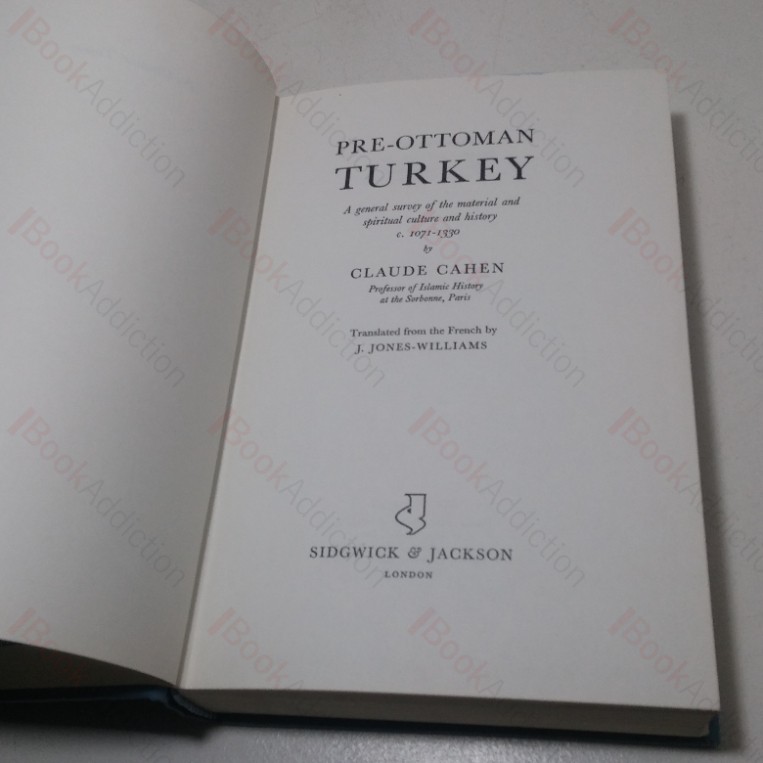 PRE-OTTOMAN
TURKEY
A general survey of the material and
spiritual culture and history
c. 1071-1330
by
CLAUDE CAHEN
Professor of Islamic History
at the Sorbonne, Paris
Translated from the French by
J. JONES-WILLIAMS
SIDGWICK & JACKSON
LONDON
BookAddiction